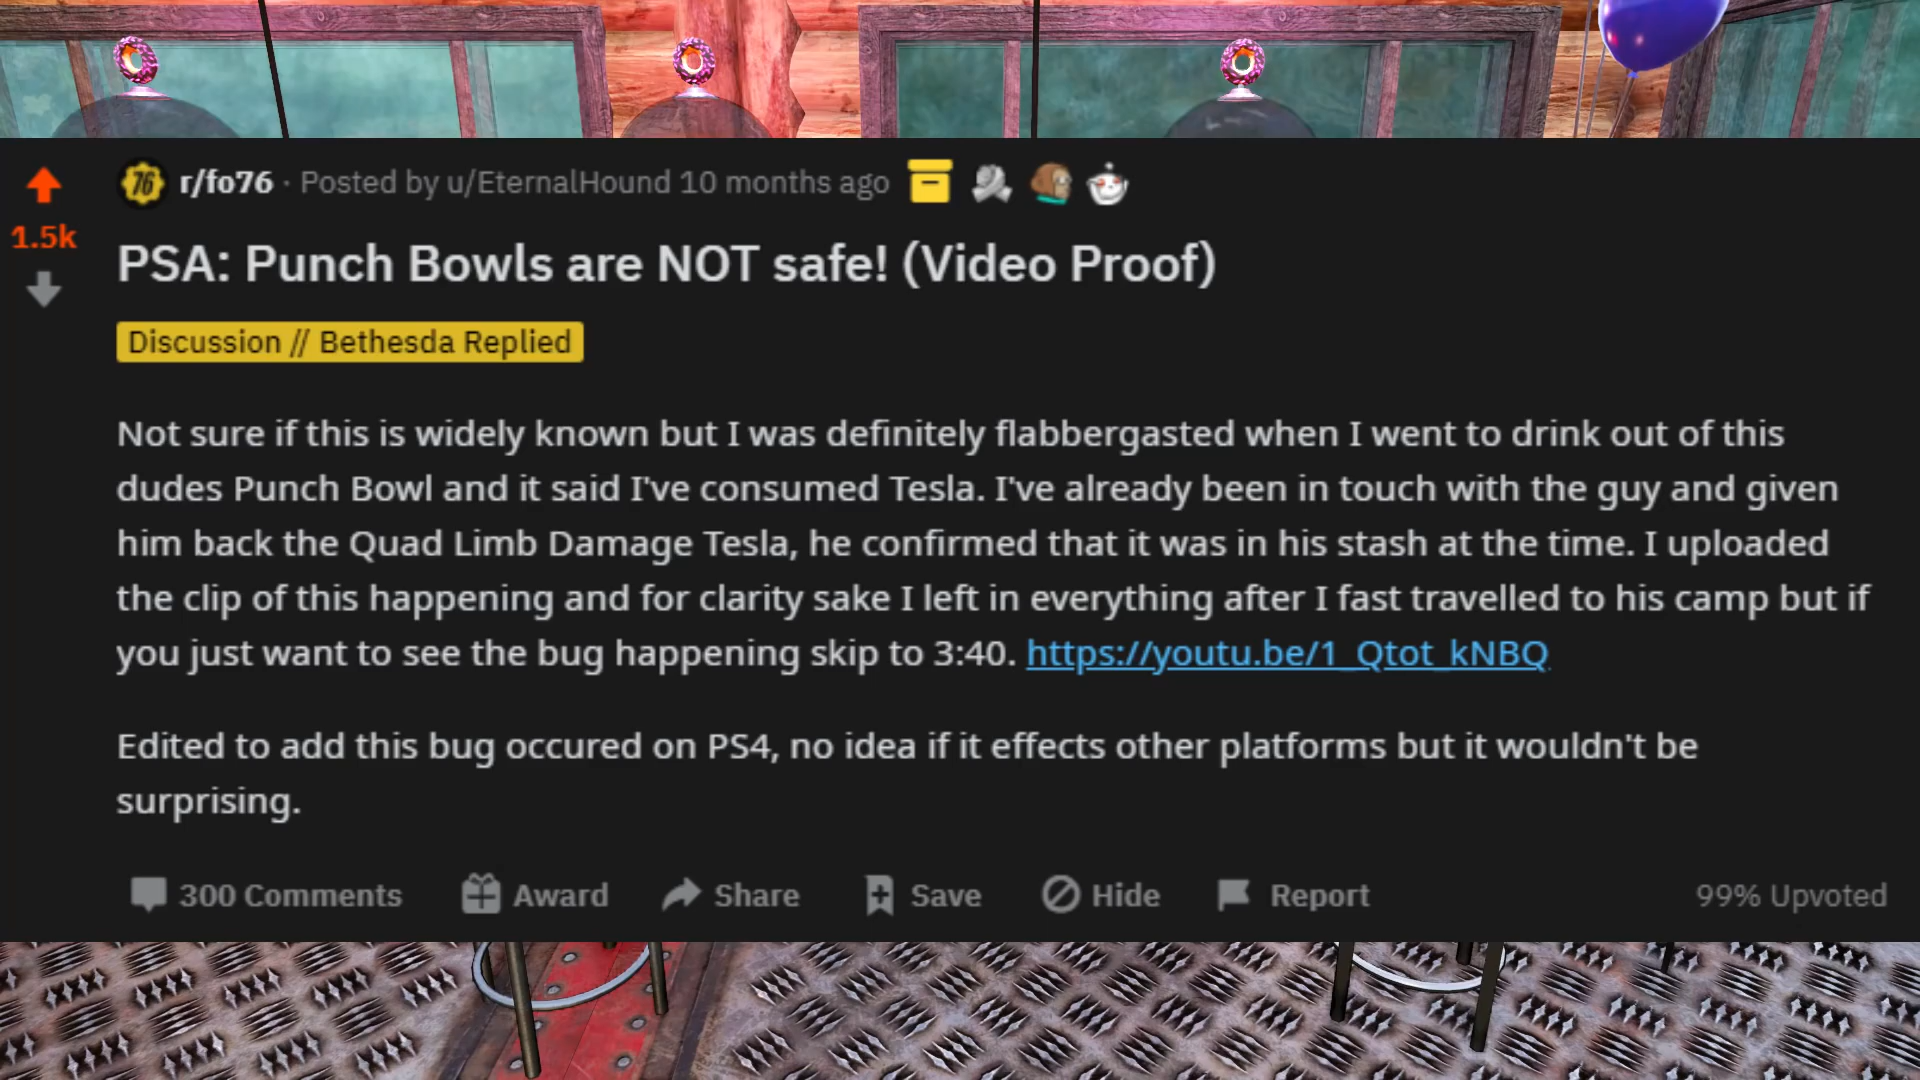 76 r/fo76 · Posted by u/EternalHound 10 months ago
1.5k
PSA: Punch Bowls are NOT safe! (Video Proof)
Discussion // Bethesda Replied
Not sure if this is widely known but I was definitely flabbergasted when I went to drink out of this
dudes Punch Bowl and it said I've consumed Tesla. I've already been in touch with the guy and given
him back the Quad Limb Damage Tesla, he confirmed that it was in his stash at the time. I uploaded
the clip of this happening and for clarity sake I left in everything after I fast travelled to his camp but if
you just want to see the bug happening skip to 3:40. https://youtu.be/1_Qtot_kNBQ
Edited to add this bug occured on PS4, no idea if it effects other platforms but it wouldn't be
surprising.
300 Comments Award Share Save Hide Report 99% Upvoted